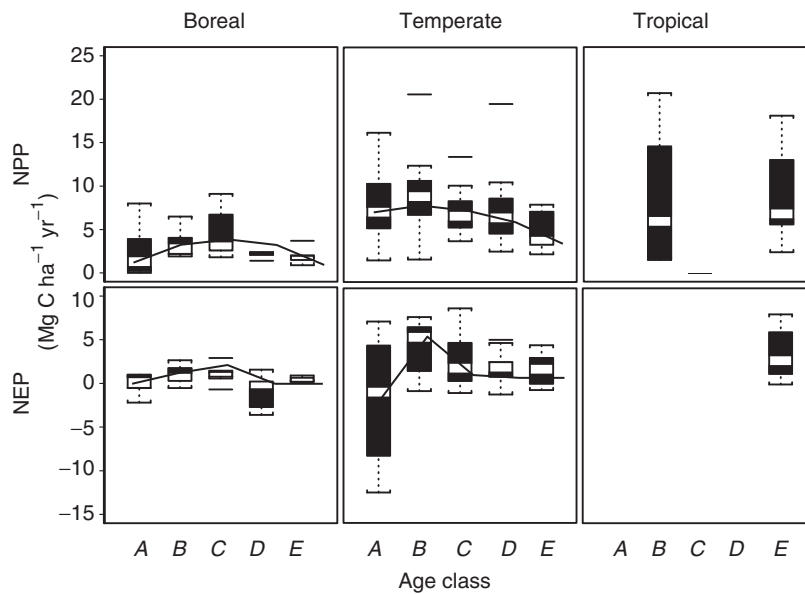 Boreal Temperate Tropical
25
20
15
10
5
0
NPP
10
5
0
−5
−10
−15
NEP
(Mg C ha−1 yr−1)
A B C D E A B C D E A B C D E
Age class